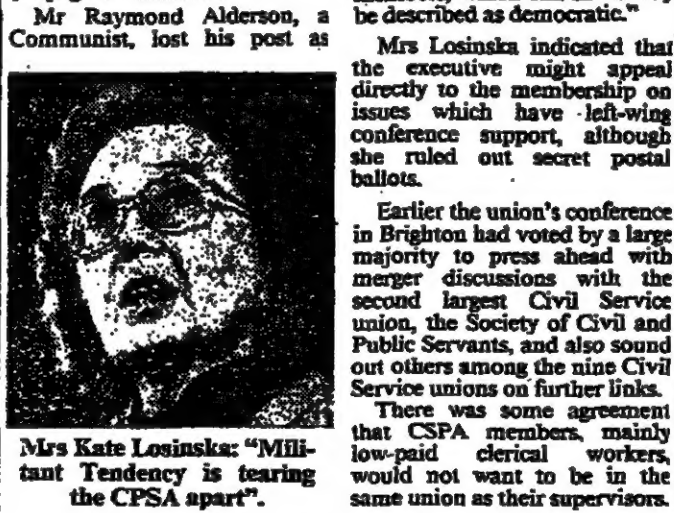 Mr Raymond Alderson, a
Communist, lost his post as
Mrs Kate Losinska: “Mili-
tant Tendency is tearing
the CPSA apart”.
be described as democratic.”
Mrs Losinska indicated that
the executive might appeal
directly to the membership on
issues which have left-wing
conference support, although
she ruled out secret postal
ballots.
Earlier the union's conference
in Brighton had voted by a large
majority to press ahead with
merger discussions with the
second largest Civil Service
union, the Society of Civil and
Public Servants, and also sound
out others among the nine Civil
Service unions on further links.
There was some agreement
that CSPA members, mainly
low-paid clerical workers,
would not want to be in the
same union as their supervisors.